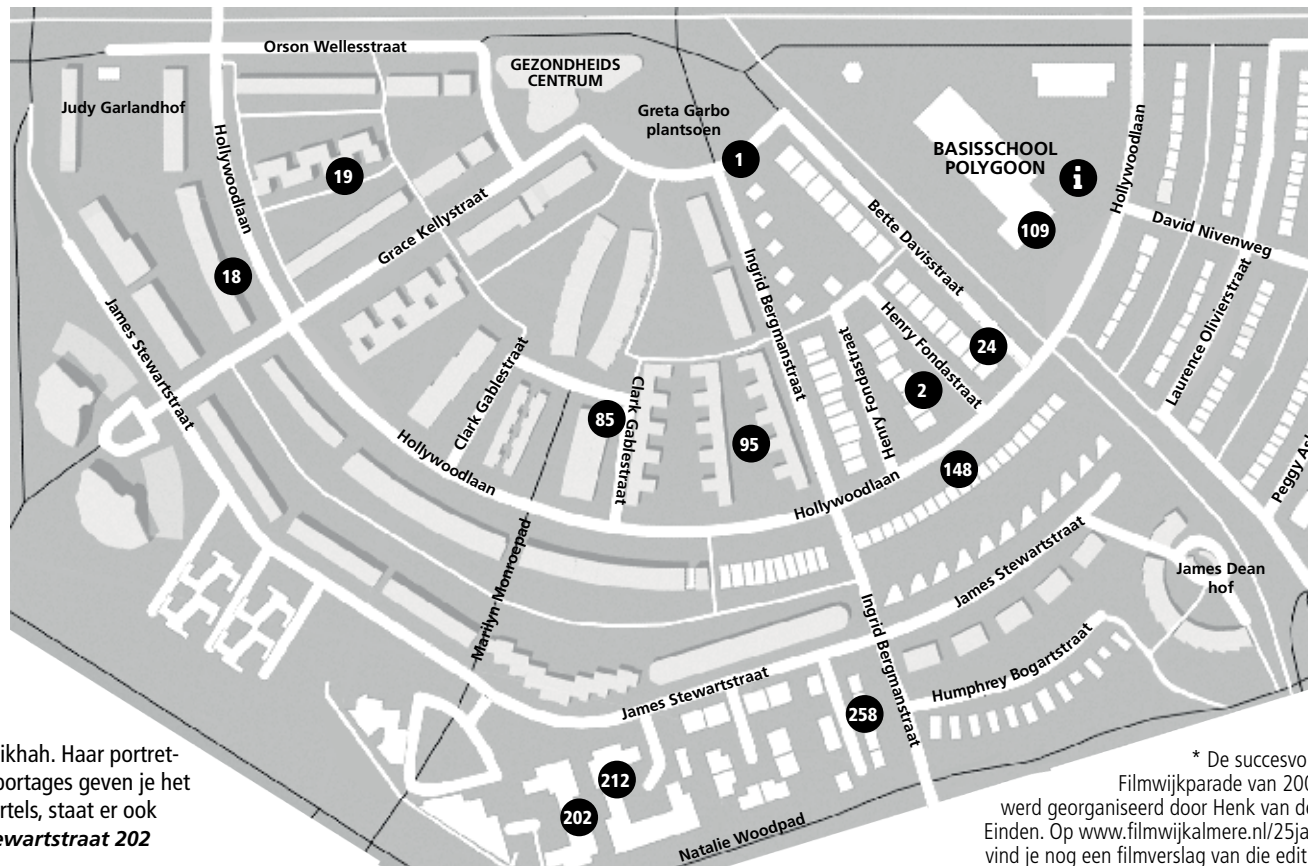 Orson Wellesstraat
GEZONDHEIDS
CENTRUM
Judy Garlandhof
Greta Garbo
plantsoen
1
BASISSCHOOL
POLYGOON
i
Hollywoodlaan
Hollywoodlaan
19
109
David Nivenweg
Grace Kellystraat
Bette Davisstraat
18
Ingrid Bergmanstraat
Laurence Olivierstraat
James Stewartstraat
Henry Fondastraat
24
Henry Fondastraat
2
Clark Gablestraat
85
Clark Gablestraat
95
Hollywoodlaan
148
Hollywoodlaan
James Stewartstraat
James Dean
hof
Marilyn Monroepad
Ingrid Bergmanstraat
Humphrey Bogartstraat
James Stewartstraat
258
212
202
Natalie Woodpad
ikhah. Haar portret-
portages geven je het
rtels, staat er ook
ewartstraat 202
* De succesvo
Filmwijkparade van 200
werd georganiseerd door Henk van de
Einden. Op www.filmwijkalmere.nl/25ja
vind je nog een filmverslag van die edit